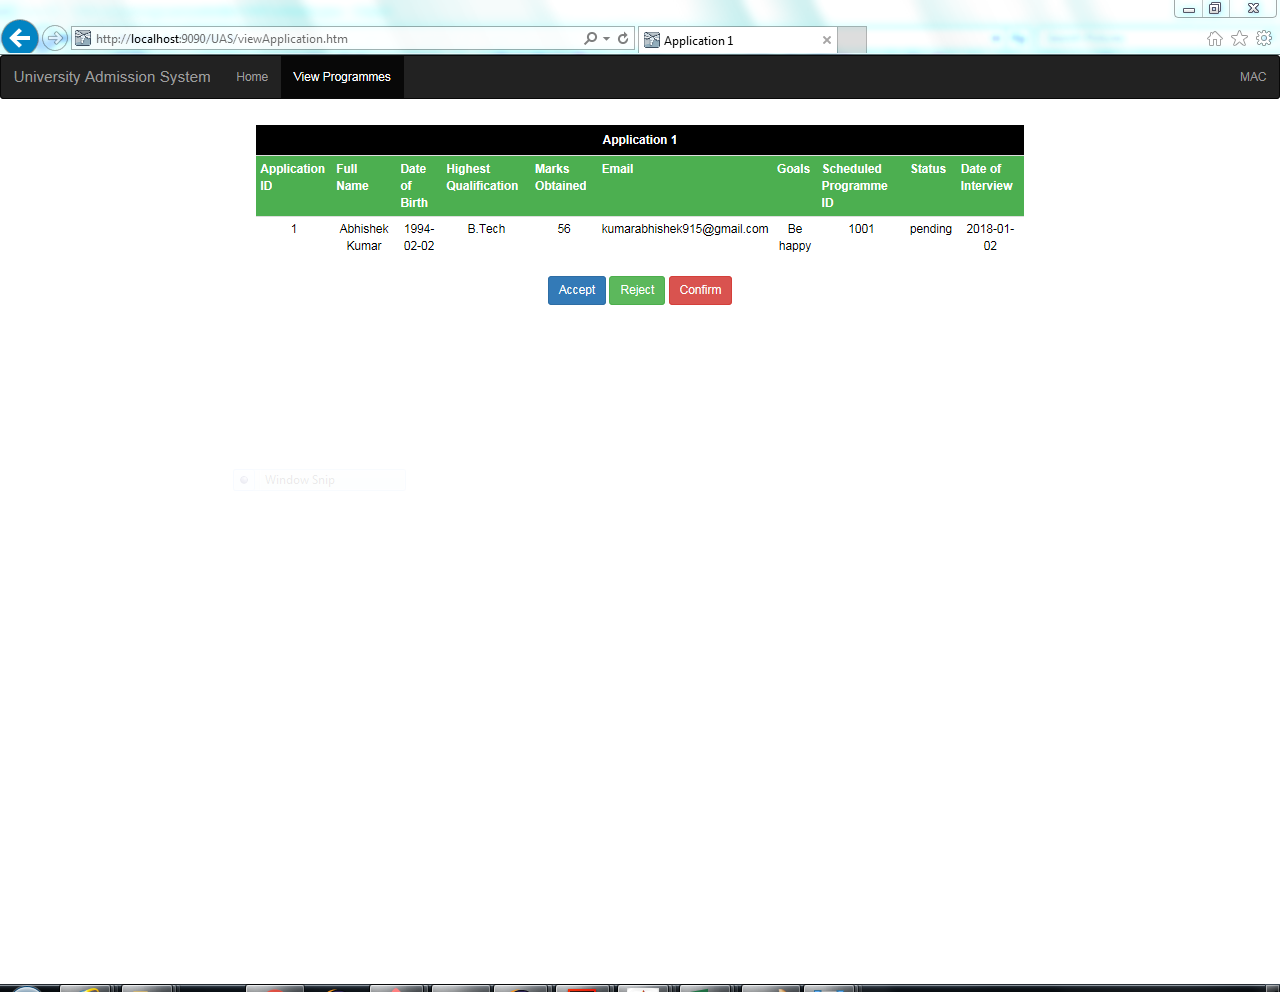 http://localhost:9090/UAS/viewApplication.htm
Application 1
University Admission System Home View Programmes MAC
Application 1
Application ID Full Name Date of Birth Highest Qualification Marks Obtained Email Goals Scheduled Programme ID Status Date of Interview
1 Abhishek Kumar 1994-02-02 B.Tech 56 kumarabhishek915@gmail.com Be happy 1001 pending 2018-01-02
Accept Reject Confirm
Window Snip